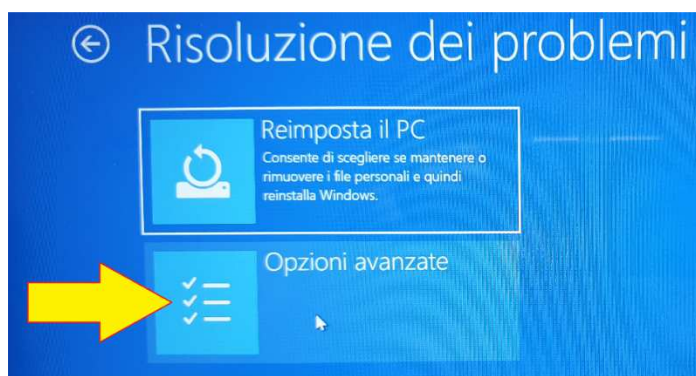 Risoluzione dei problemi
Reimposta il PC
Consente di scegliere se mantenere o
rimuovere i file personali e quindi
reinstalla Windows.
Opzioni avanzate